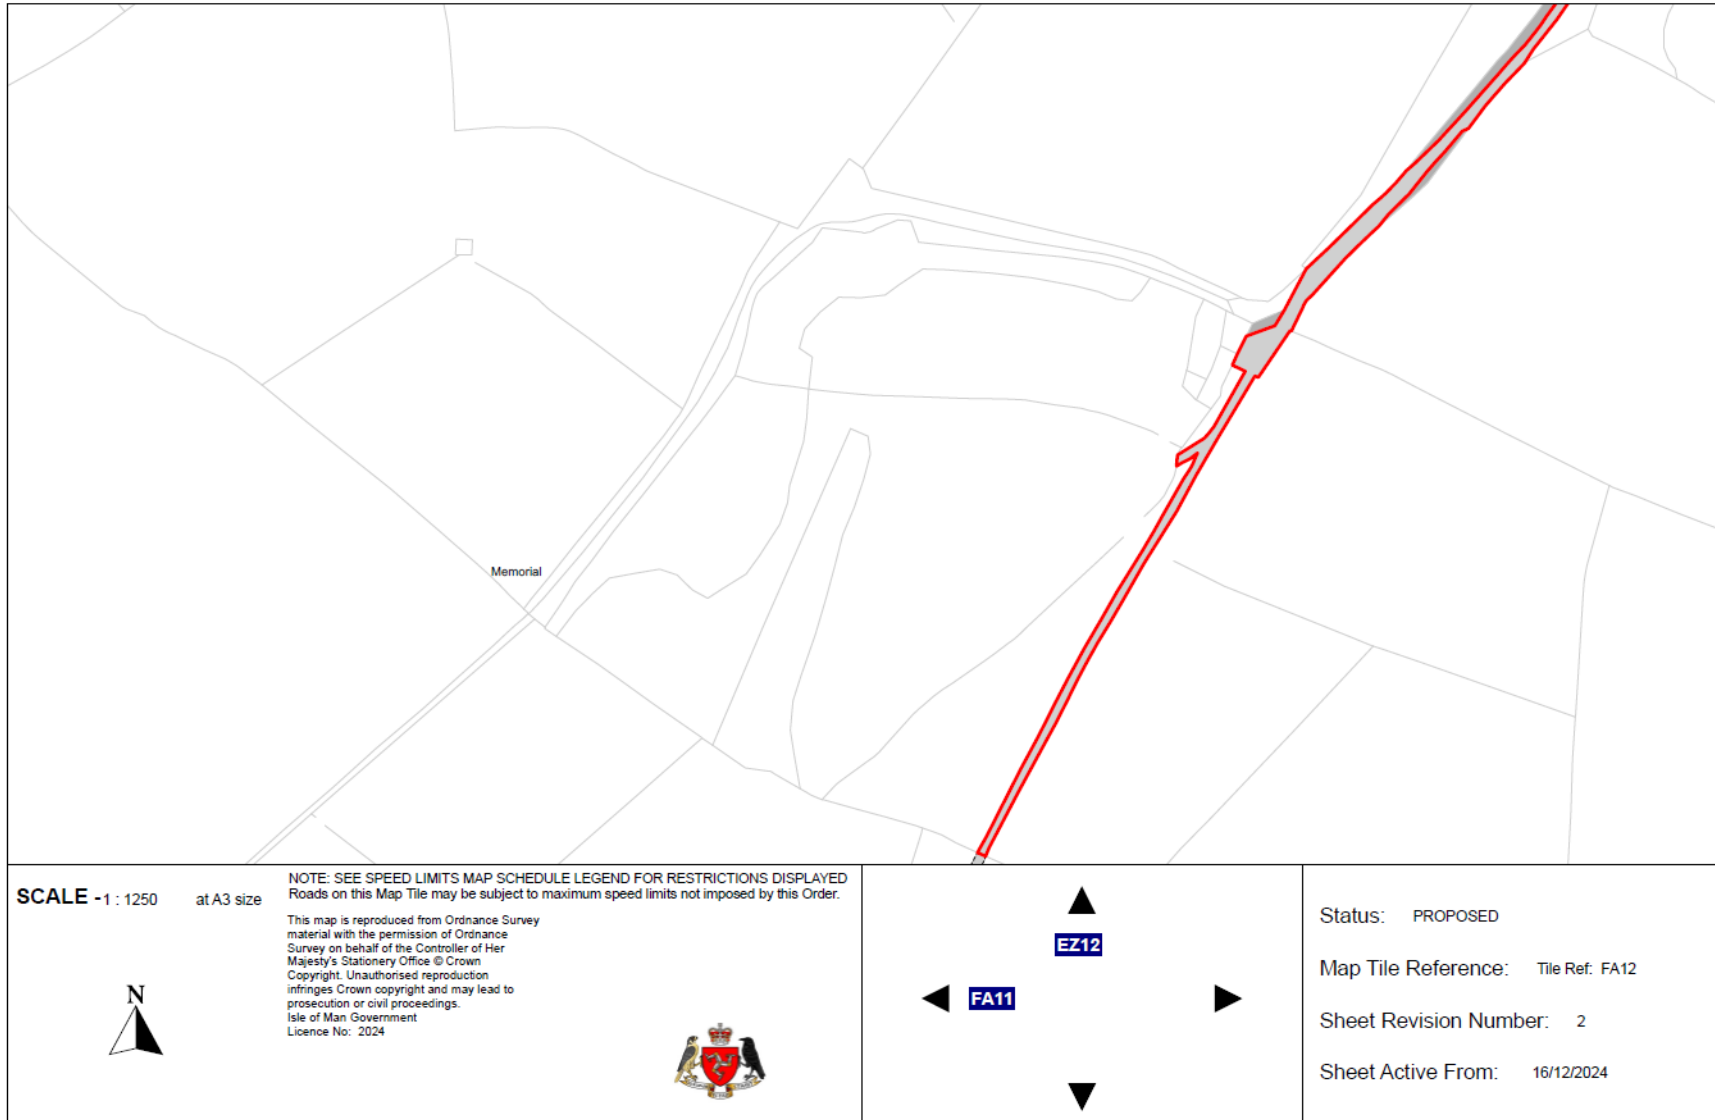 Memorial
SCALE - 1 : 1250 at A3 size
NOTE: SEE SPEED LIMITS MAP SCHEDULE LEGEND FOR RESTRICTIONS DISPLAYED
Roads on this Map Tile may be subject to maximum speed limits not imposed by this Order.
This map is reproduced from Ordnance Survey
material with the permission of Ordnance
Survey on behalf of the Controller of Her
Majesty's Stationery Office © Crown
Copyright. Unauthorised reproduction
infringes Crown copyright and may lead to
prosecution or civil proceedings.
Isle of Man Government
Licence No: 2024
N
EZ12
FA11
Status: PROPOSED
Map Tile Reference: Tile Ref: FA12
Sheet Revision Number: 2
Sheet Active From: 16/12/2024